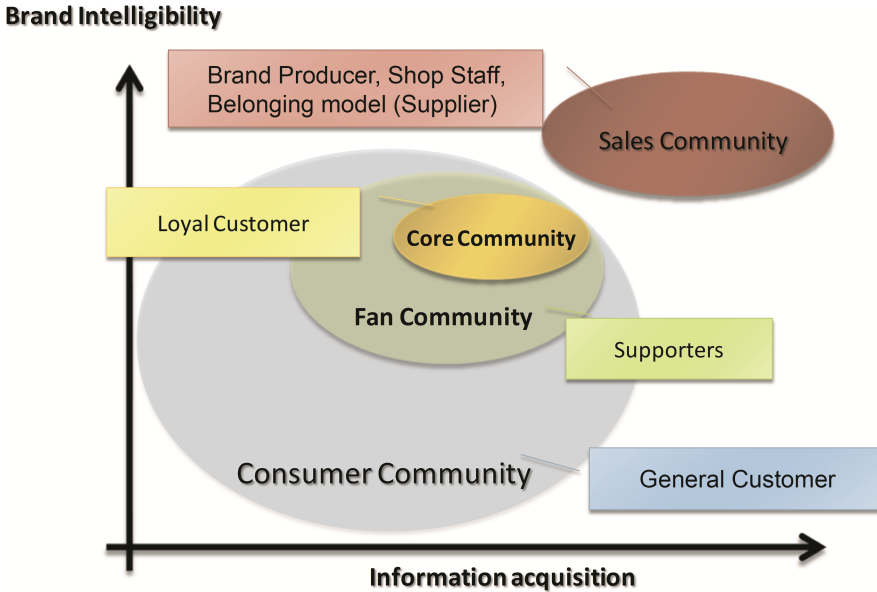 Brand Intelligibility
Brand Producer, Shop Staff,
Belonging model (Supplier)
Sales Community
Loyal Customer
Core Community
Fan Community
Supporters
Consumer Community
General Customer
Information acquisition